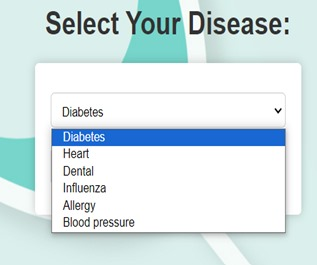 Select Your Disease:
Diabetes
Diabetes
Heart
Dental
Influenza
Allergy
Blood pressure